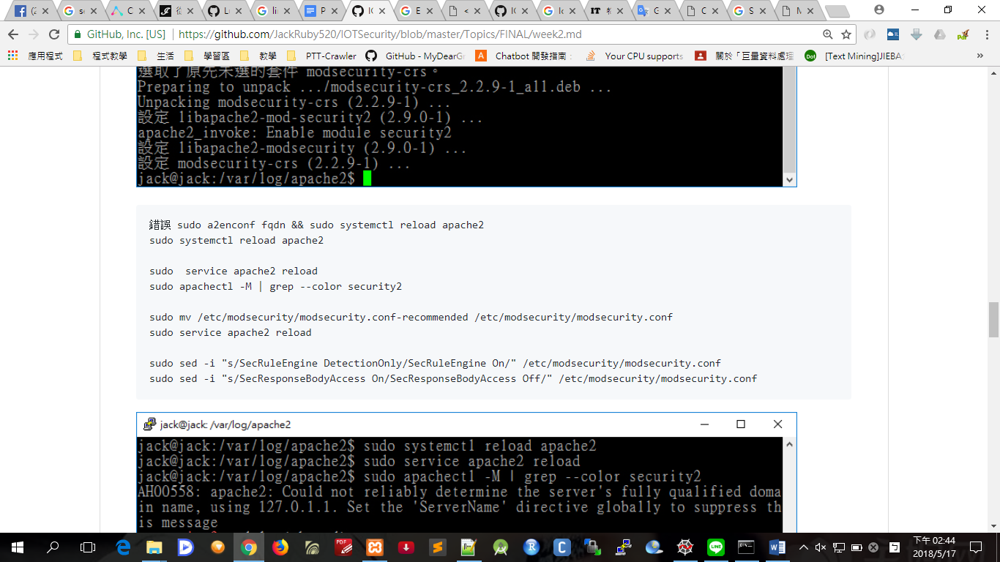 GitHub, Inc. [US] https://github.com/JackRuby520/IOTSecurity/blob/master/Topics/FINAL/week2.md
應用程式 程式教學 生活 學習區 教學 PTT-Crawler GitHub - MyDearGr Chatbot 開發指南： Your CPU supports 關於「巨量資料處理 [Text Mining]JIEBA
選取了原先未選的套件 modsecurity-crs。
Preparing to unpack .../modsecurity-crs_2.2.9-1_all.deb ...
Unpacking modsecurity-crs (2.2.9-1) ...
設定 libapache2-mod-security2 (2.9.0-1) ...
apache2_invoke: Enable module security2
設定 libapache2-modsecurity (2.9.0-1) ...
設定 modsecurity-crs (2.2.9-1) ...
jack@jack:/var/log/apache2$
錯誤 sudo a2enconf fqdn && sudo systemctl reload apache2
sudo systemctl reload apache2
sudo  service apache2 reload
sudo apachectl -M | grep --color security2
sudo mv /etc/modsecurity/modsecurity.conf-recommended /etc/modsecurity/modsecurity.conf
sudo service apache2 reload
sudo sed -i "s/SecRuleEngine DetectionOnly/SecRuleEngine On/" /etc/modsecurity/modsecurity.conf
sudo sed -i "s/SecResponseBodyAccess On/SecResponseBodyAccess Off/" /etc/modsecurity/modsecurity.conf
jack@jack: /var/log/apache2
jack@jack:/var/log/apache2$ sudo systemctl reload apache2
jack@jack:/var/log/apache2$ sudo service apache2 reload
jack@jack:/var/log/apache2$ sudo apachectl -M | grep --color security2
AH00558: apache2: Could not reliably determine the server's fully qualified doma
in name, using 127.0.1.1. Set the 'ServerName' directive globally to suppress th
is message
下午 02:44
2018/5/17